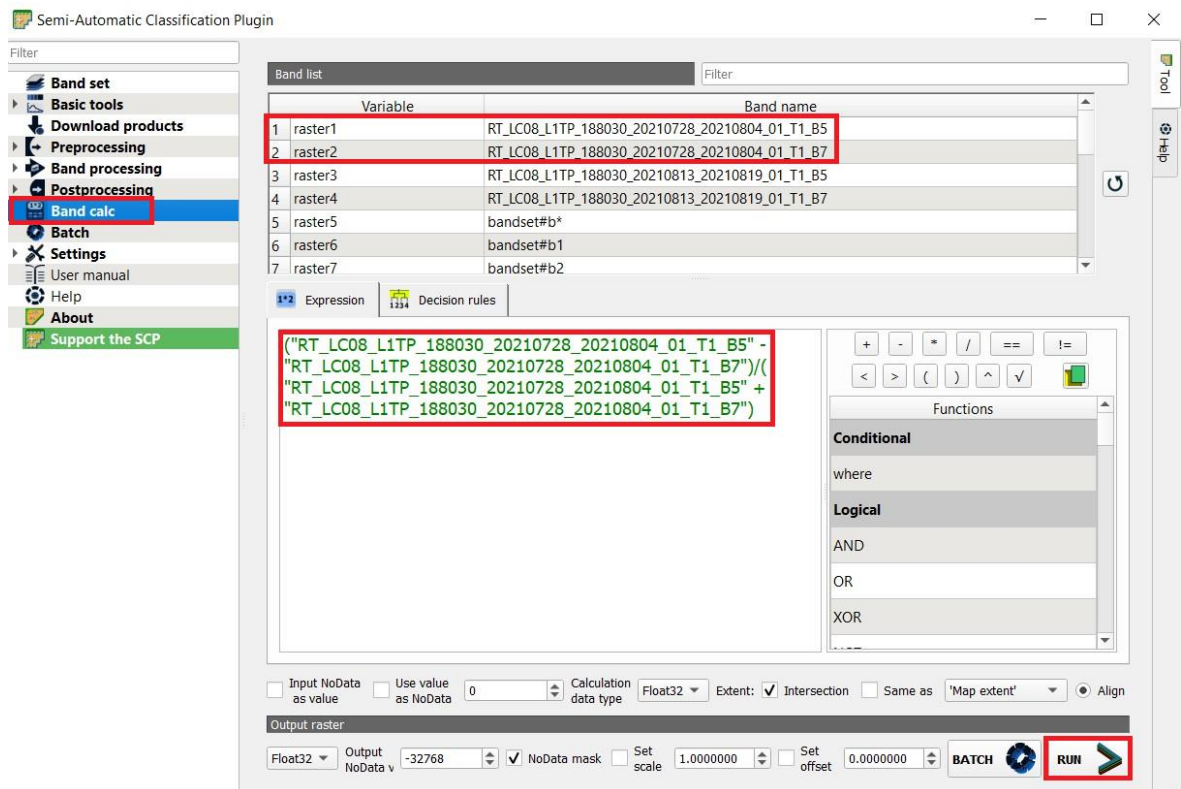 Semi-Automatic Classification Plugin
Filter
Band set
Basic tools
Download products
Preprocessing
Band processing
Postprocessing
Band calc
Batch
Settings
User manual
Help
About
Support the SCP
Band list
Filter
Variable Band name
1 raster1 RT_LC08_L1TP_188030_20210728_20210804_01_T1_B5
2 raster2 RT_LC08_L1TP_188030_20210728_20210804_01_T1_B7
3 raster3 RT_LC08_L1TP_188030_20210813_20210819_01_T1_B5
4 raster4 RT_LC08_L1TP_188030_20210813_20210819_01_T1_B7
5 raster5 bandset#b*
6 raster6 bandset#b1
7 raster7 bandset#b2
1*2 Expression 1234 Decision rules
("RT_LC08_L1TP_188030_20210728_20210804_01_T1_B5" -
"RT_LC08_L1TP_188030_20210728_20210804_01_T1_B7")/(
"RT_LC08_L1TP_188030_20210728_20210804_01_T1_B5" +
"RT_LC08_L1TP_188030_20210728_20210804_01_T1_B7")
+ - * / == !=
< > ( ) ^ √
Functions
Conditional
where
Logical
AND
OR
XOR
Input NoData as value Use value as NoData 0 Calculation data type Float32 Extent: Intersection Same as 'Map extent' Align
Output raster
Float32 Output NoData v -32768 NoData mask Set scale 1.0000000 Set offset 0.0000000 BATCH RUN
Tool
Help